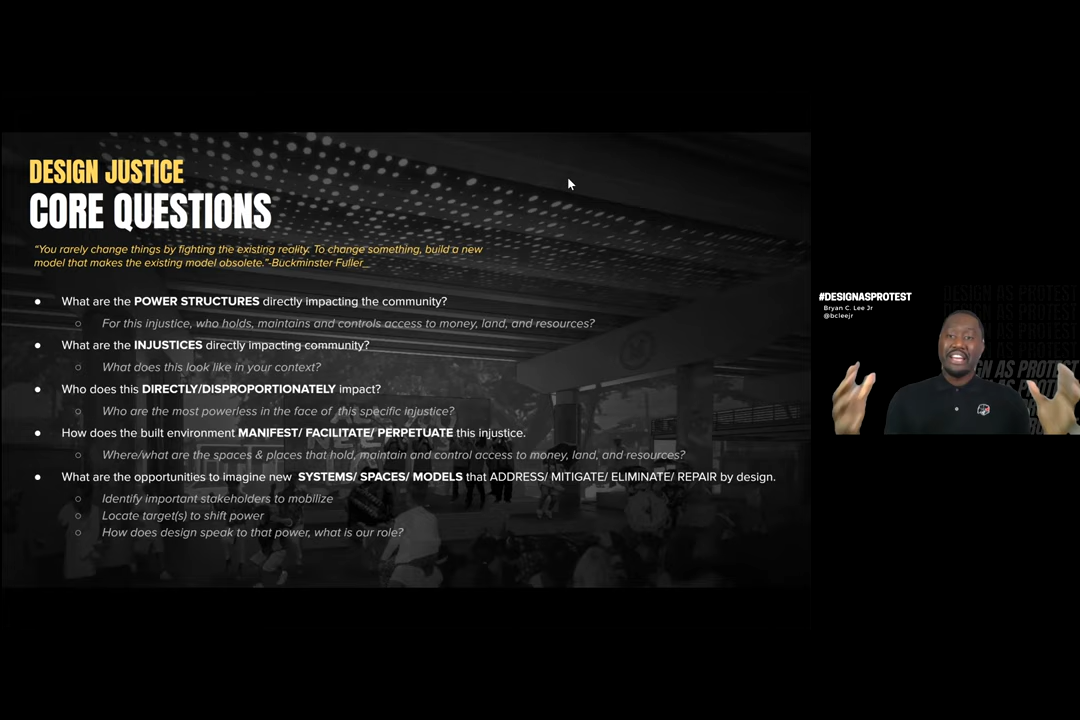 DESIGN JUSTICE
CORE QUESTIONS
“You rarely change things by fighting the existing reality. To change something, build a new
model that makes the existing model obsolete.”-Buckminster Fuller_
● What are the POWER STRUCTURES directly impacting the community?
○ For this injustice, who holds, maintains and controls access to money, land, and resources?
● What are the INJUSTICES directly impacting community?
○ What does this look like in your context?
● Who does this DIRECTLY/DISPROPORTIONATELY impact?
○ Who are the most powerless in the face of this specific injustice?
● How does the built environment MANIFEST/ FACILITATE/ PERPETUATE this injustice.
○ Where/what are the spaces & places that hold, maintain and control access to money, land, and resources?
● What are the opportunities to imagine new SYSTEMS/ SPACES/ MODELS that ADDRESS/ MITIGATE/ ELIMINATE/ REPAIR by design.
○ Identify important stakeholders to mobilize
○ Locate target(s) to shift power
○ How does design speak to that power, what is our role?
#DESIGNASPROTEST
Bryan C. Lee Jr
@bcleejr
DESIGN AS PROTEST
GN AS PROTEST